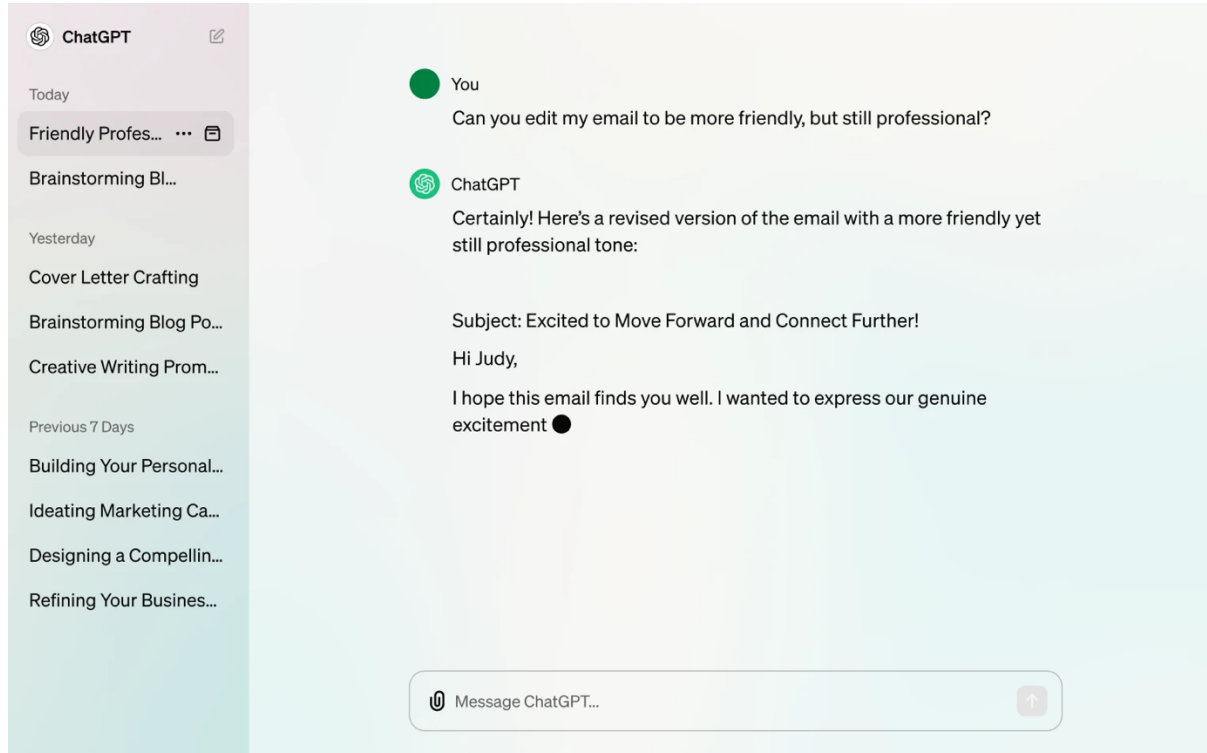 ChatGPT
Today
Friendly Profes...
Brainstorming Bl...
Yesterday
Cover Letter Crafting
Brainstorming Blog Po...
Creative Writing Prom...
Previous 7 Days
Building Your Personal...
Ideating Marketing Ca...
Designing a Compellin...
Refining Your Busines...
You
Can you edit my email to be more friendly, but still professional?
ChatGPT
Certainly! Here’s a revised version of the email with a more friendly yet
still professional tone:
Subject: Excited to Move Forward and Connect Further!
Hi Judy,
I hope this email finds you well. I wanted to express our genuine
excitement
Message ChatGPT...